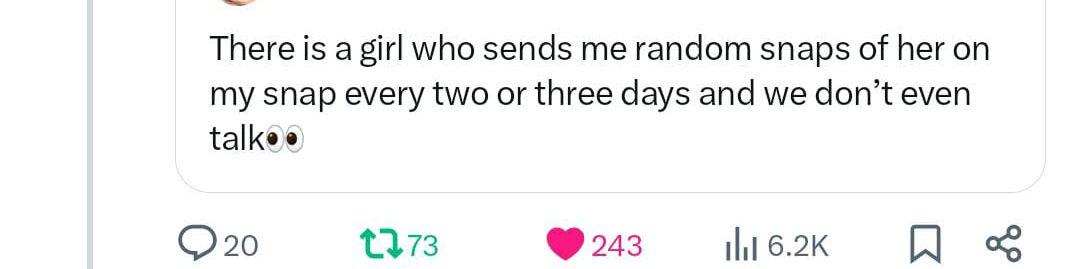 There is a girl who sends me random snaps of her on
my snap every two or three days and we don’t even
talk👀
20 73 243 6.2K